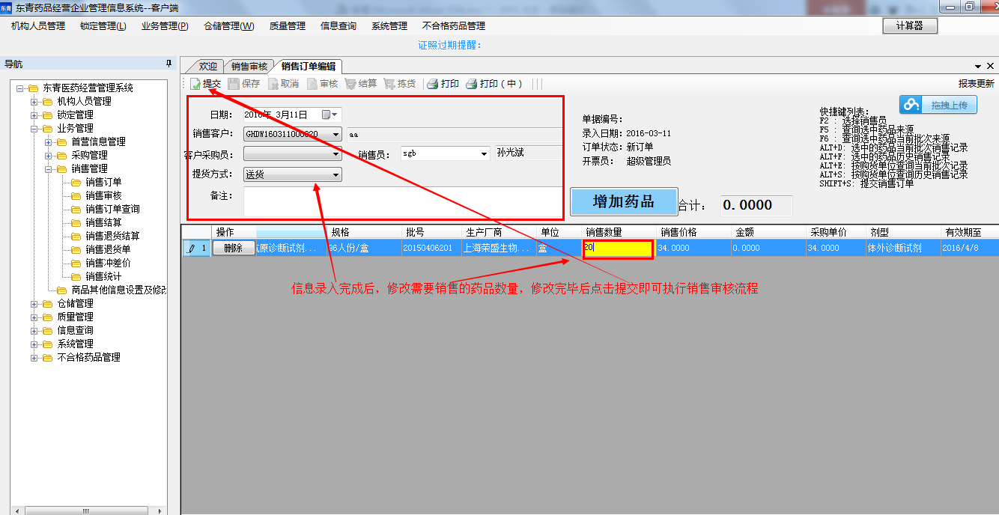 东青 东青药品经营企业管理信息系统--客户端
机构人员管理 锁定管理(L) 业务管理(P) 仓储管理(W) 质量管理 信息查询 系统管理 不合格药品管理 计算器
证照过期提醒：
导航
欢迎 销售审核 销售订单编辑
提交 保存 取消 审核 结算 拣货 打印 打印（中） 报表更新
东青医药经营管理系统
机构人员管理
锁定管理
业务管理
首营信息管理
采购管理
销售管理
销售订单
销售审核
销售订单查询
销售结算
销售退货结算
销售退货单
销售冲差价
销售统计
商品其他信息设置及修改
仓储管理
质量管理
信息查询
系统管理
不合格药品管理
日期： 2016年 3月11日
销售客户： GHDW160311000020 aa
客户采购员： 销售员： sgb 孙光斌
提货方式： 送货
备注：
单据编号：
录入日期：2016-03-11
订单状态：新订单
开票员： 超级管理员
增加药品 合计： 0.0000
拖拽上传
快捷键列表：
F2 : 选择销售员
F5 : 查询选中药品来源
F6 : 查询选中药品当前批次来源
ALT+D: 选中的药品当前批次销售记录
ALT+F: 选中的药品历史销售记录
ALT+E: 按购货单位查询当前批次记录
ALT+S: 按购货单位查询历史销售记录
SHIFT+S: 提交销售订单
操作 规格 批号 生产厂商 单位 销售数量 销售价格 金额 采购单价 剂型 有效期至
1 删除 原诊断试剂... 96人份/盒 20150406201 上海荣盛生物... 盒 20 34.0000 0.0000 34.0000 体外诊断试剂 2016/4/8
信息录入完成后，修改需要销售的药品数量，修改完毕后点击提交即可执行销售审核流程